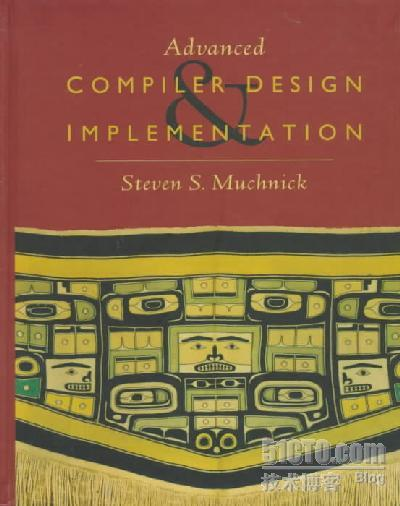 Advanced
COMPILER DESIGN
&
IMPLEMENTATION
Steven S. Muchnick
51CTO.com
技术博客 Blog